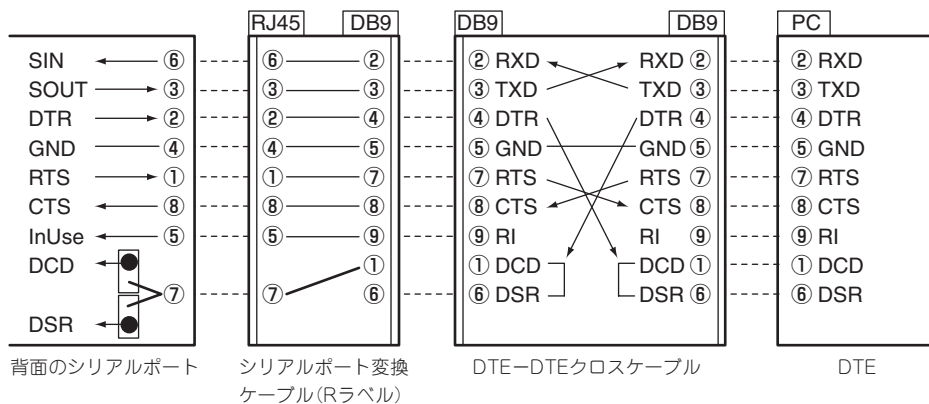 RJ45 DB9 DB9 DB9 PC
SIN ⑥ ⑥ ② ② RXD RXD ② ② RXD
SOUT ③ ③ ③ ③ TXD TXD ③ ③ TXD
DTR ② ② ④ ④ DTR DTR ④ ④ DTR
GND ④ ④ ⑤ ⑤ GND GND ⑤ ⑤ GND
RTS ① ① ⑦ ⑦ RTS RTS ⑦ ⑦ RTS
CTS ⑧ ⑧ ⑧ ⑧ CTS CTS ⑧ ⑧ CTS
InUse ⑤ ⑤ ⑨ ⑨ RI RI ⑨ ⑨ RI
DCD ① ① DCD DCD ① ① DCD
⑦ ⑦ ⑥ ⑥ DSR DSR ⑥ ⑥ DSR
DSR
背面のシリアルポート シリアルポート変換 DTEーDTEクロスケーブル DTE
ケーブル(Rラベル)